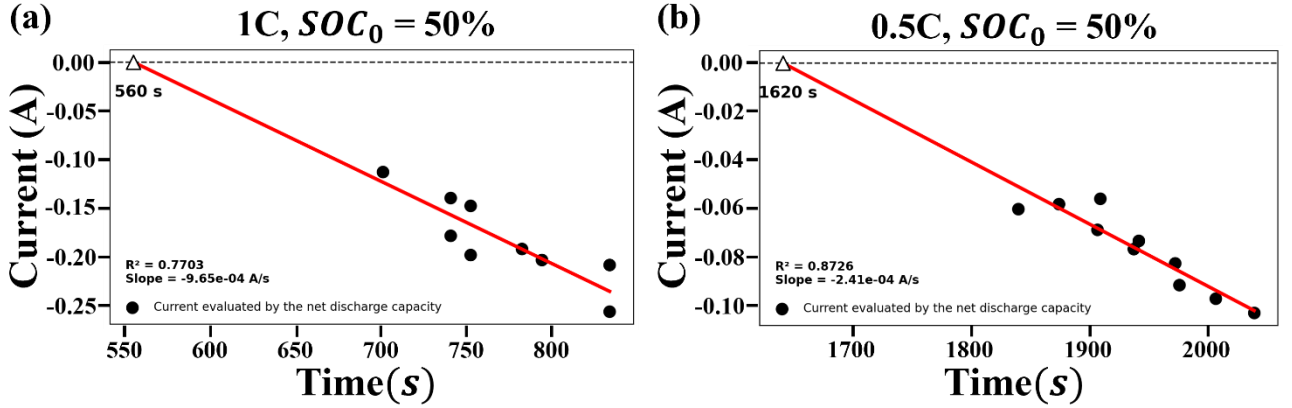 (a)
1C, SOC₀ = 50%
Current (A)
0.00
-0.05
-0.10
-0.15
-0.20
-0.25
560 s
R² = 0.7703
Slope = -9.65e-04 A/s
Current evaluated by the net discharge capacity
550 600 650 700 750 800
Time(s)
(b)
0.5C, SOC₀ = 50%
Current (A)
0.00
-0.02
-0.04
-0.06
-0.08
-0.10
1620 s
R² = 0.8726
Slope = -2.41e-04 A/s
Current evaluated by the net discharge capacity
1700 1800 1900 2000
Time(s)